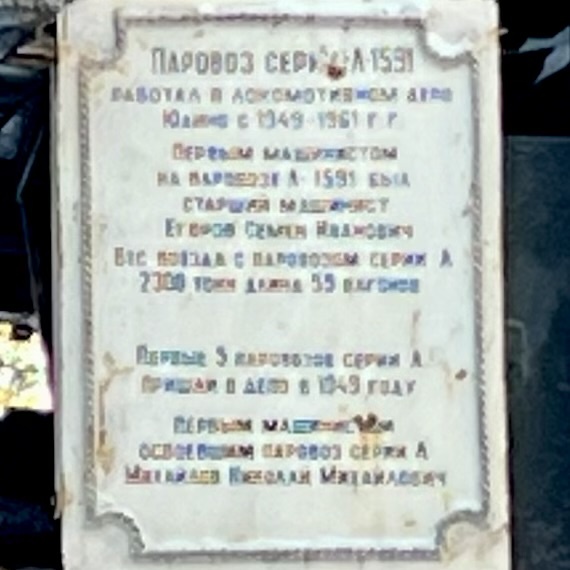 ПАРОВОЗ СЕРИИ Л-1591
РАБОТАЛ В ЛОКОМОТИВНОМ ДЕПО
ЮДИНО С 1949-1961 Г Г
ПЕРВЫМ МАШИНИСТОМ
НА ПАРОВОЗЕ Л-1591 БЫЛ
СТАРШИЙ МАШИНИСТ
ЕГОРОВ СЕМЕН ИВАНОВИЧ
ВЕС ПОЕЗДА С ПАРОВОЗОМ СЕРИИ Л
2300 ТОНН ДЛИНА 55 ВАГОНОВ
ПЕРВЫЕ 5 ПАРОВОЗОВ СЕРИИ Л
ПРИШЛИ В ДЕПО В 1949 ГОДУ
ПЕРВЫМ МАШИНИСТОМ
ОСВОЕВШИМ ПАРОВОЗ СЕРИИ Л
МИХАЙЛОВ НИКОЛАЙ МИХАЙЛОВИЧ